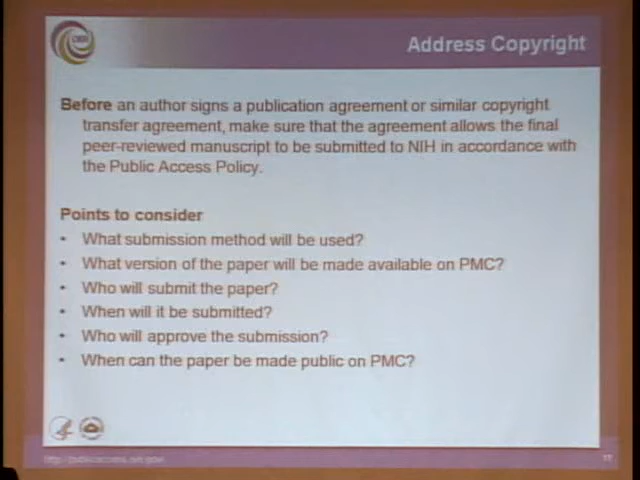 Address Copyright
Before an author signs a publication agreement or similar copyright
transfer agreement, make sure that the agreement allows the final
peer-reviewed manuscript to be submitted to NIH in accordance with
the Public Access Policy.
Points to consider
• What submission method will be used?
• What version of the paper will be made available on PMC?
• Who will submit the paper?
• When will it be submitted?
• Who will approve the submission?
• When can the paper be made public on PMC?